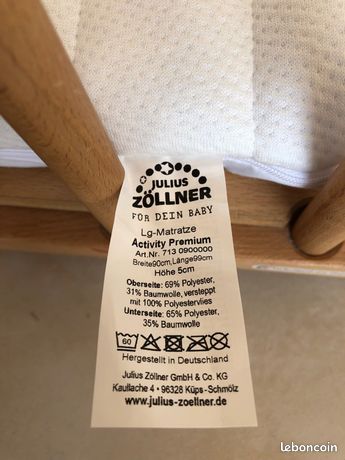 JULIUS
ZÖLLNER
FÜR DEIN BABY
Lg-Matratze
Activity Premium
Art.Nr. 713 0900000
Breite90cm,Länge99cm
Höhe 5cm
Oberseite: 69% Polyester,
31% Baumwolle, versteppt
mit 100% Polyestervlies
Unterseite: 65% Polyester,
35% Baumwolle
60
Hergestellt in Deutschland
Julius Zöllner GmbH & Co. KG
Kaullache 4 • 96328 Küps-Schmölz
www.julius-zoellner.de
leboncoin